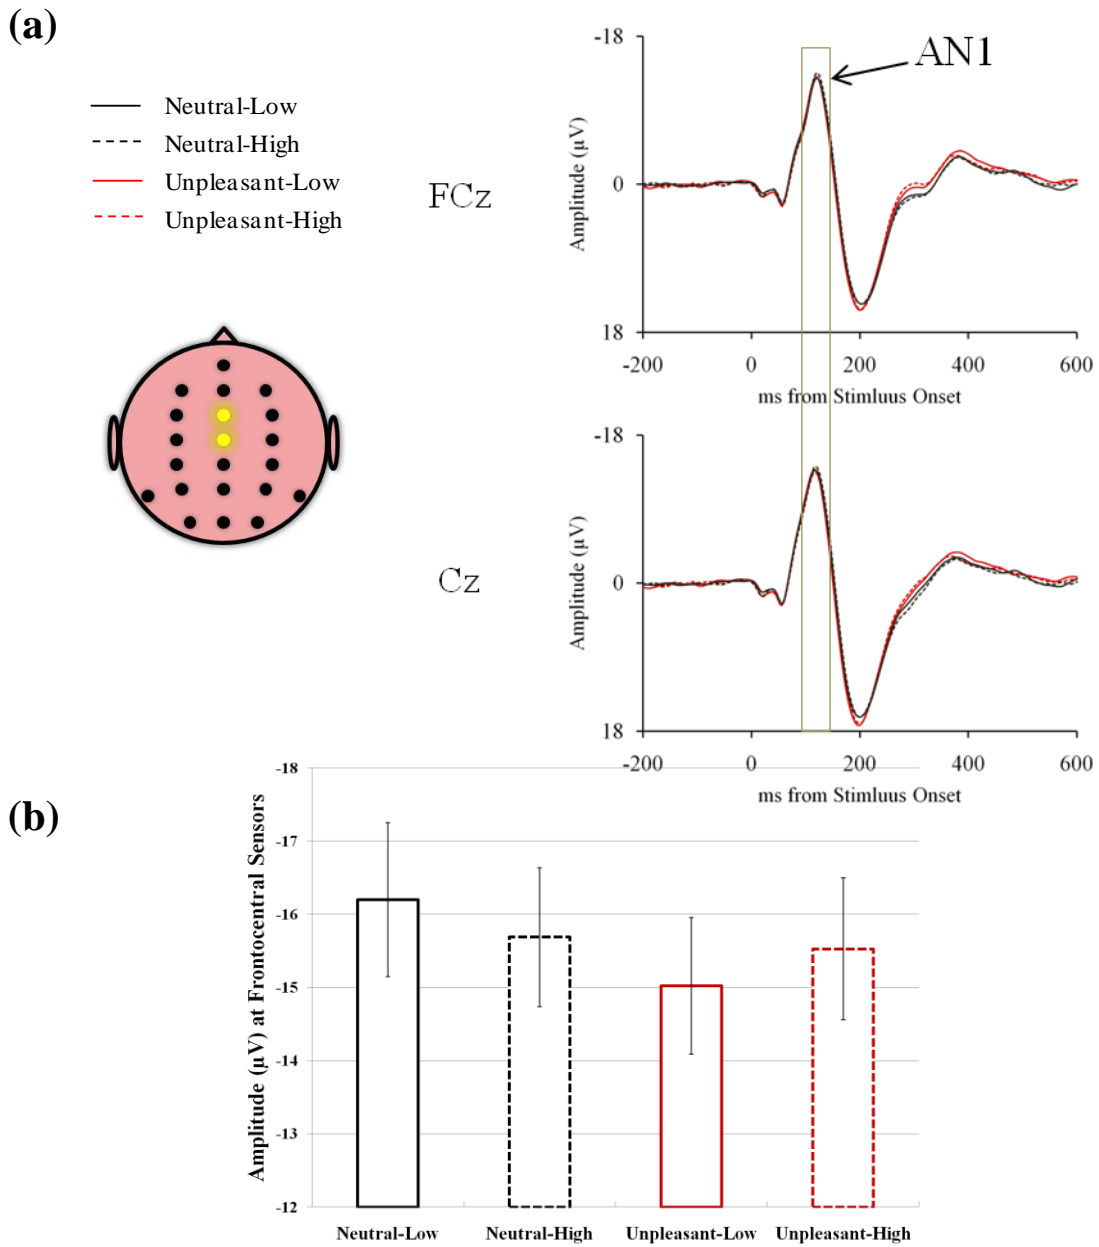 (a)
Neutral-Low
Neutral-High
Unpleasant-Low
Unpleasant-High
FCz
-18
0
18
Amplitude (µV)
AN1
-200 0 200 400 600
ms from Stimluus Onset
Cz
-18
0
18
Amplitude (µV)
-200 0 200 400 600
ms from Stimluus Onset
(b)
Amplitude (µV) at Frontocentral Sensors
-18
-17
-16
-15
-14
-13
-12
Neutral-Low Neutral-High Unpleasant-Low Unpleasant-High